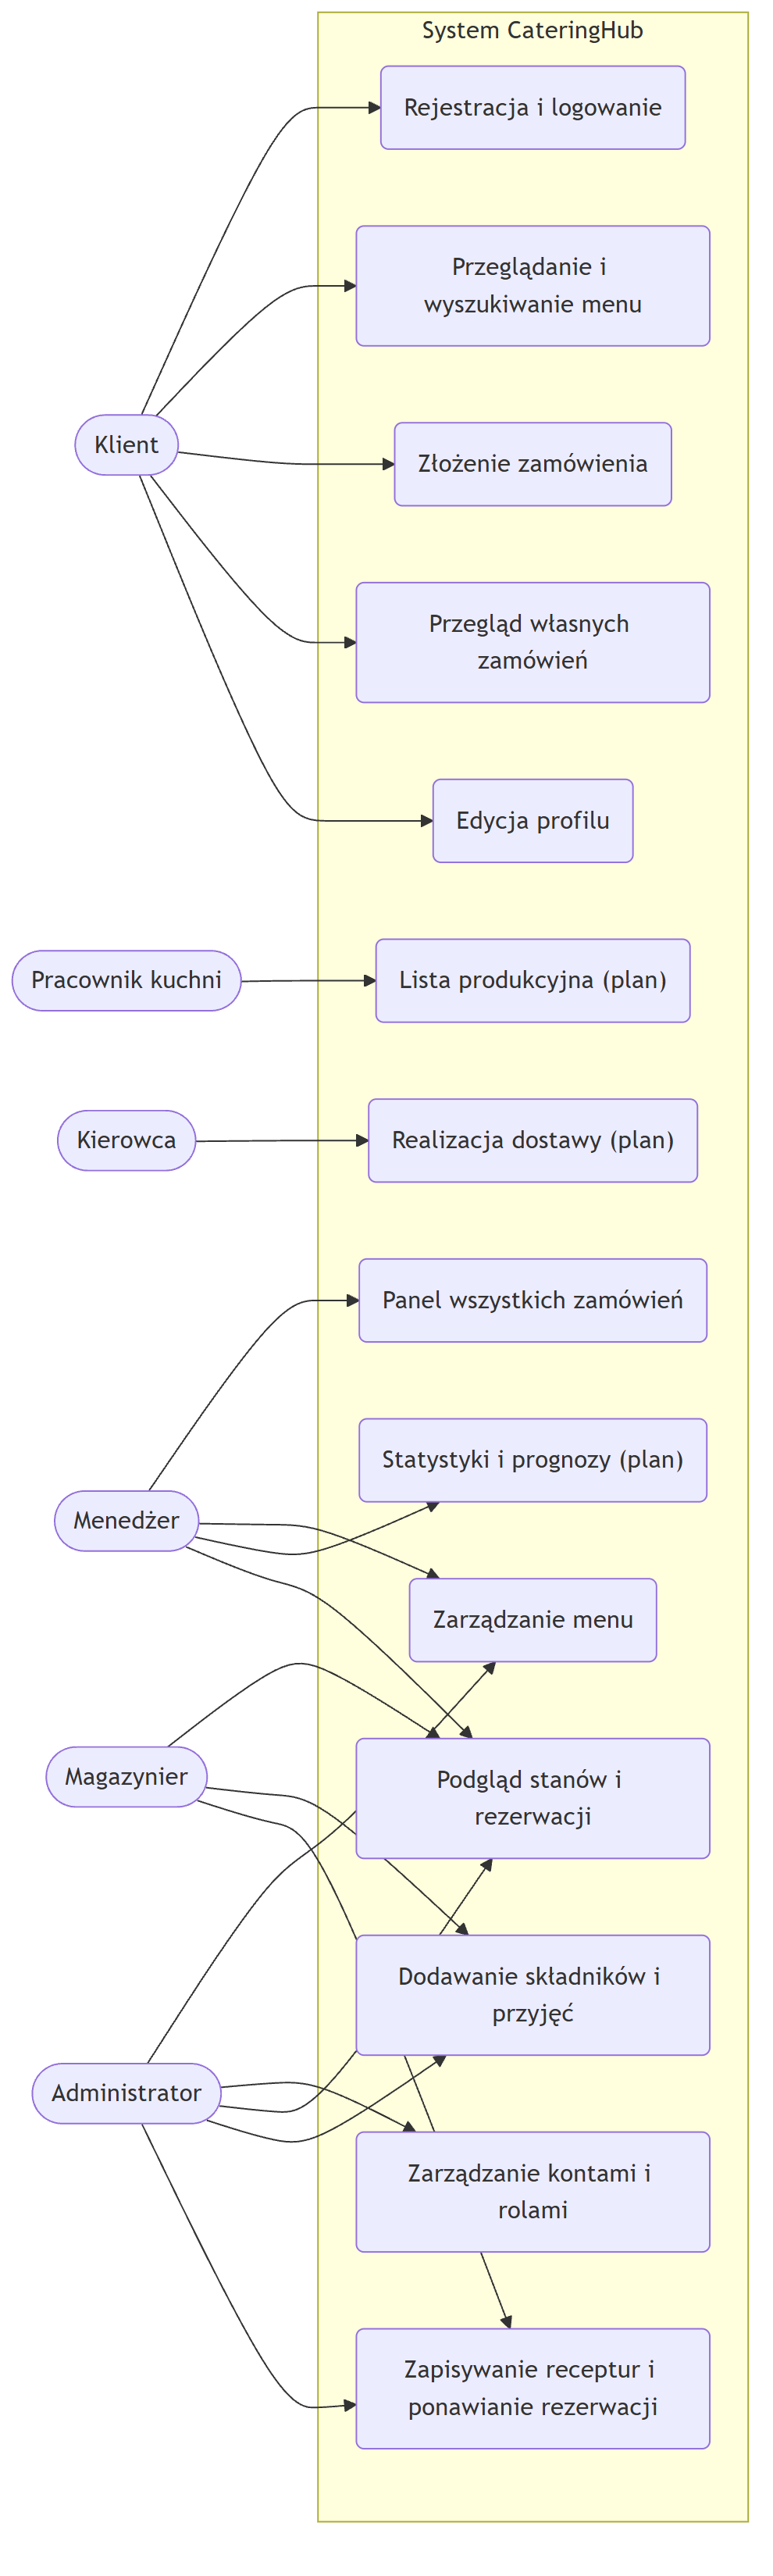 System CateringHub
Rejestracja i logowanie
Przeglądanie i
wyszukiwanie menu
Klient
Złożenie zamówienia
Przegląd własnych
zamówień
Edycja profilu
Pracownik kuchni
Lista produkcyjna (plan)
Kierowca
Realizacja dostawy (plan)
Panel wszystkich zamówień
Statystyki i prognozy (plan)
Menedżer
Zarządzanie menu
Magazynier
Podgląd stanów i
rezerwacji
Dodawanie składników i
przyjęć
Administrator
Zarządzanie kontami i
rolami
Zapisywanie receptur i
ponawianie rezerwacji